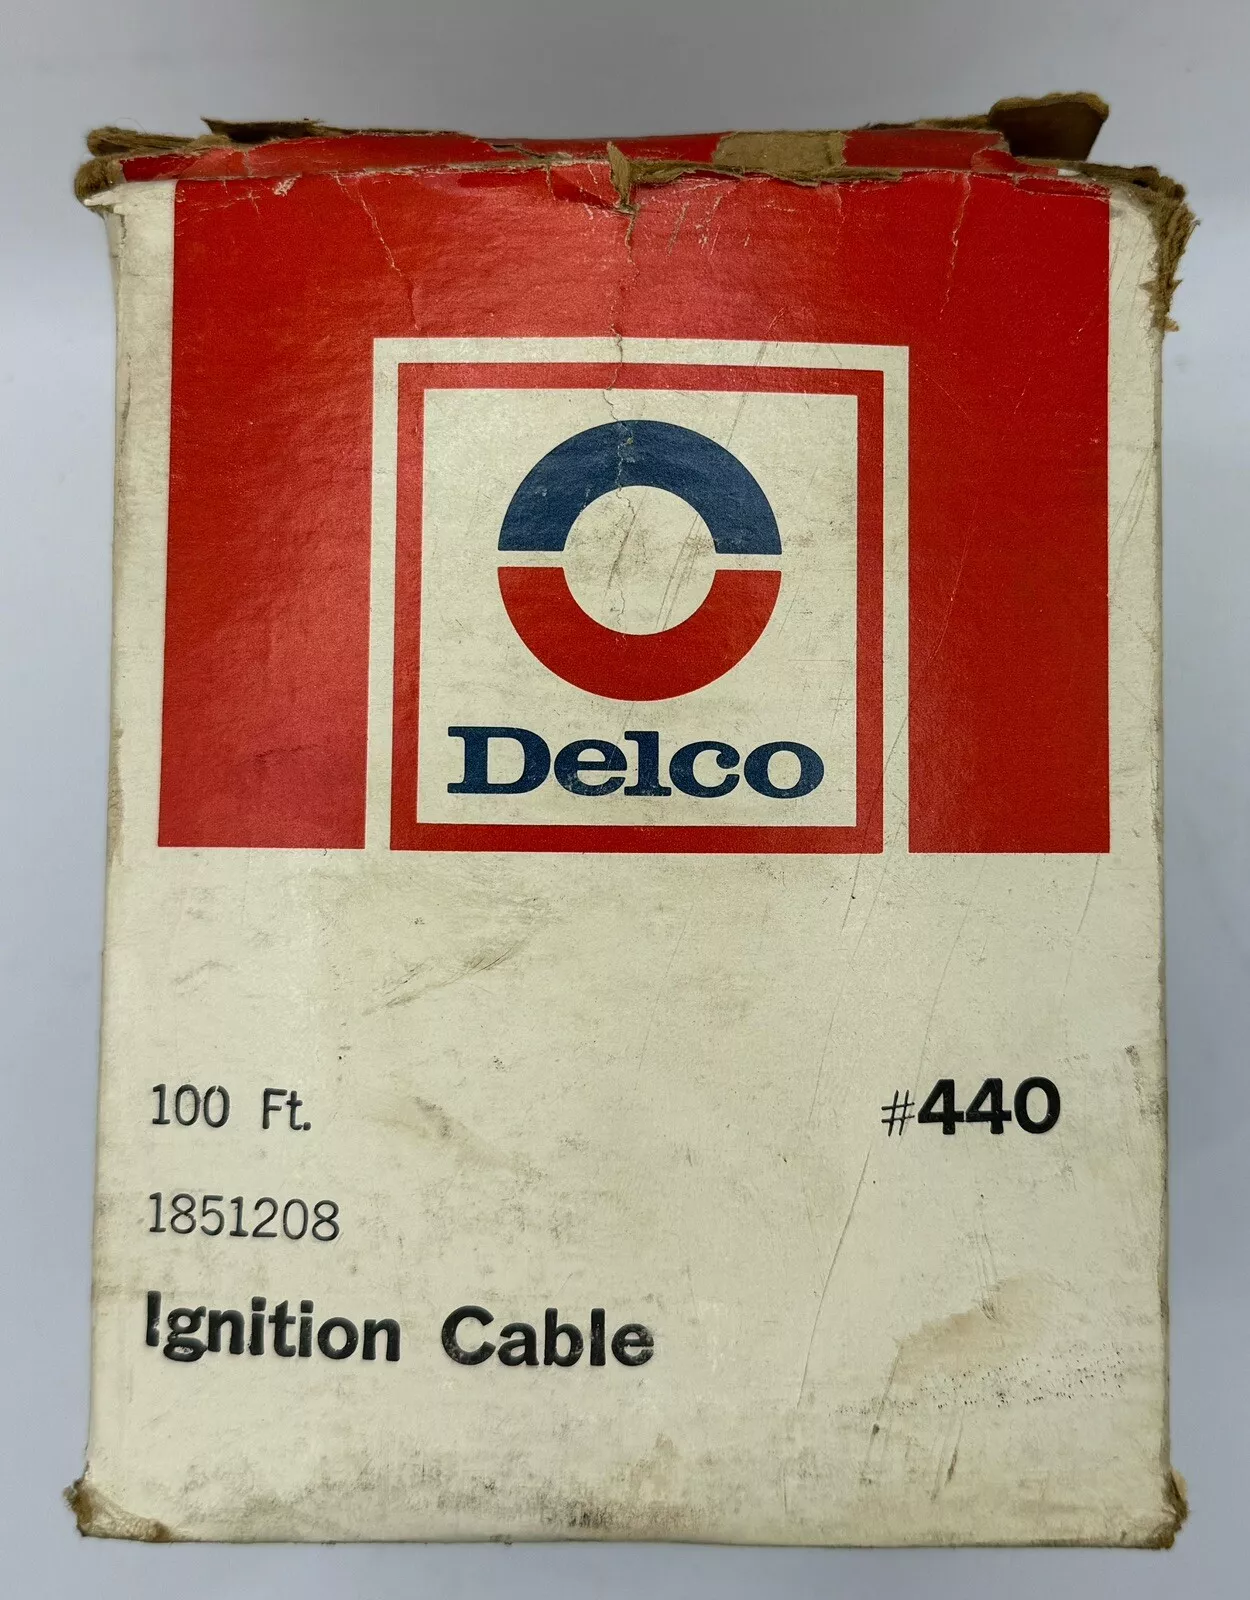 Delco
100 Ft.
#440
1851208
Ignition Cable